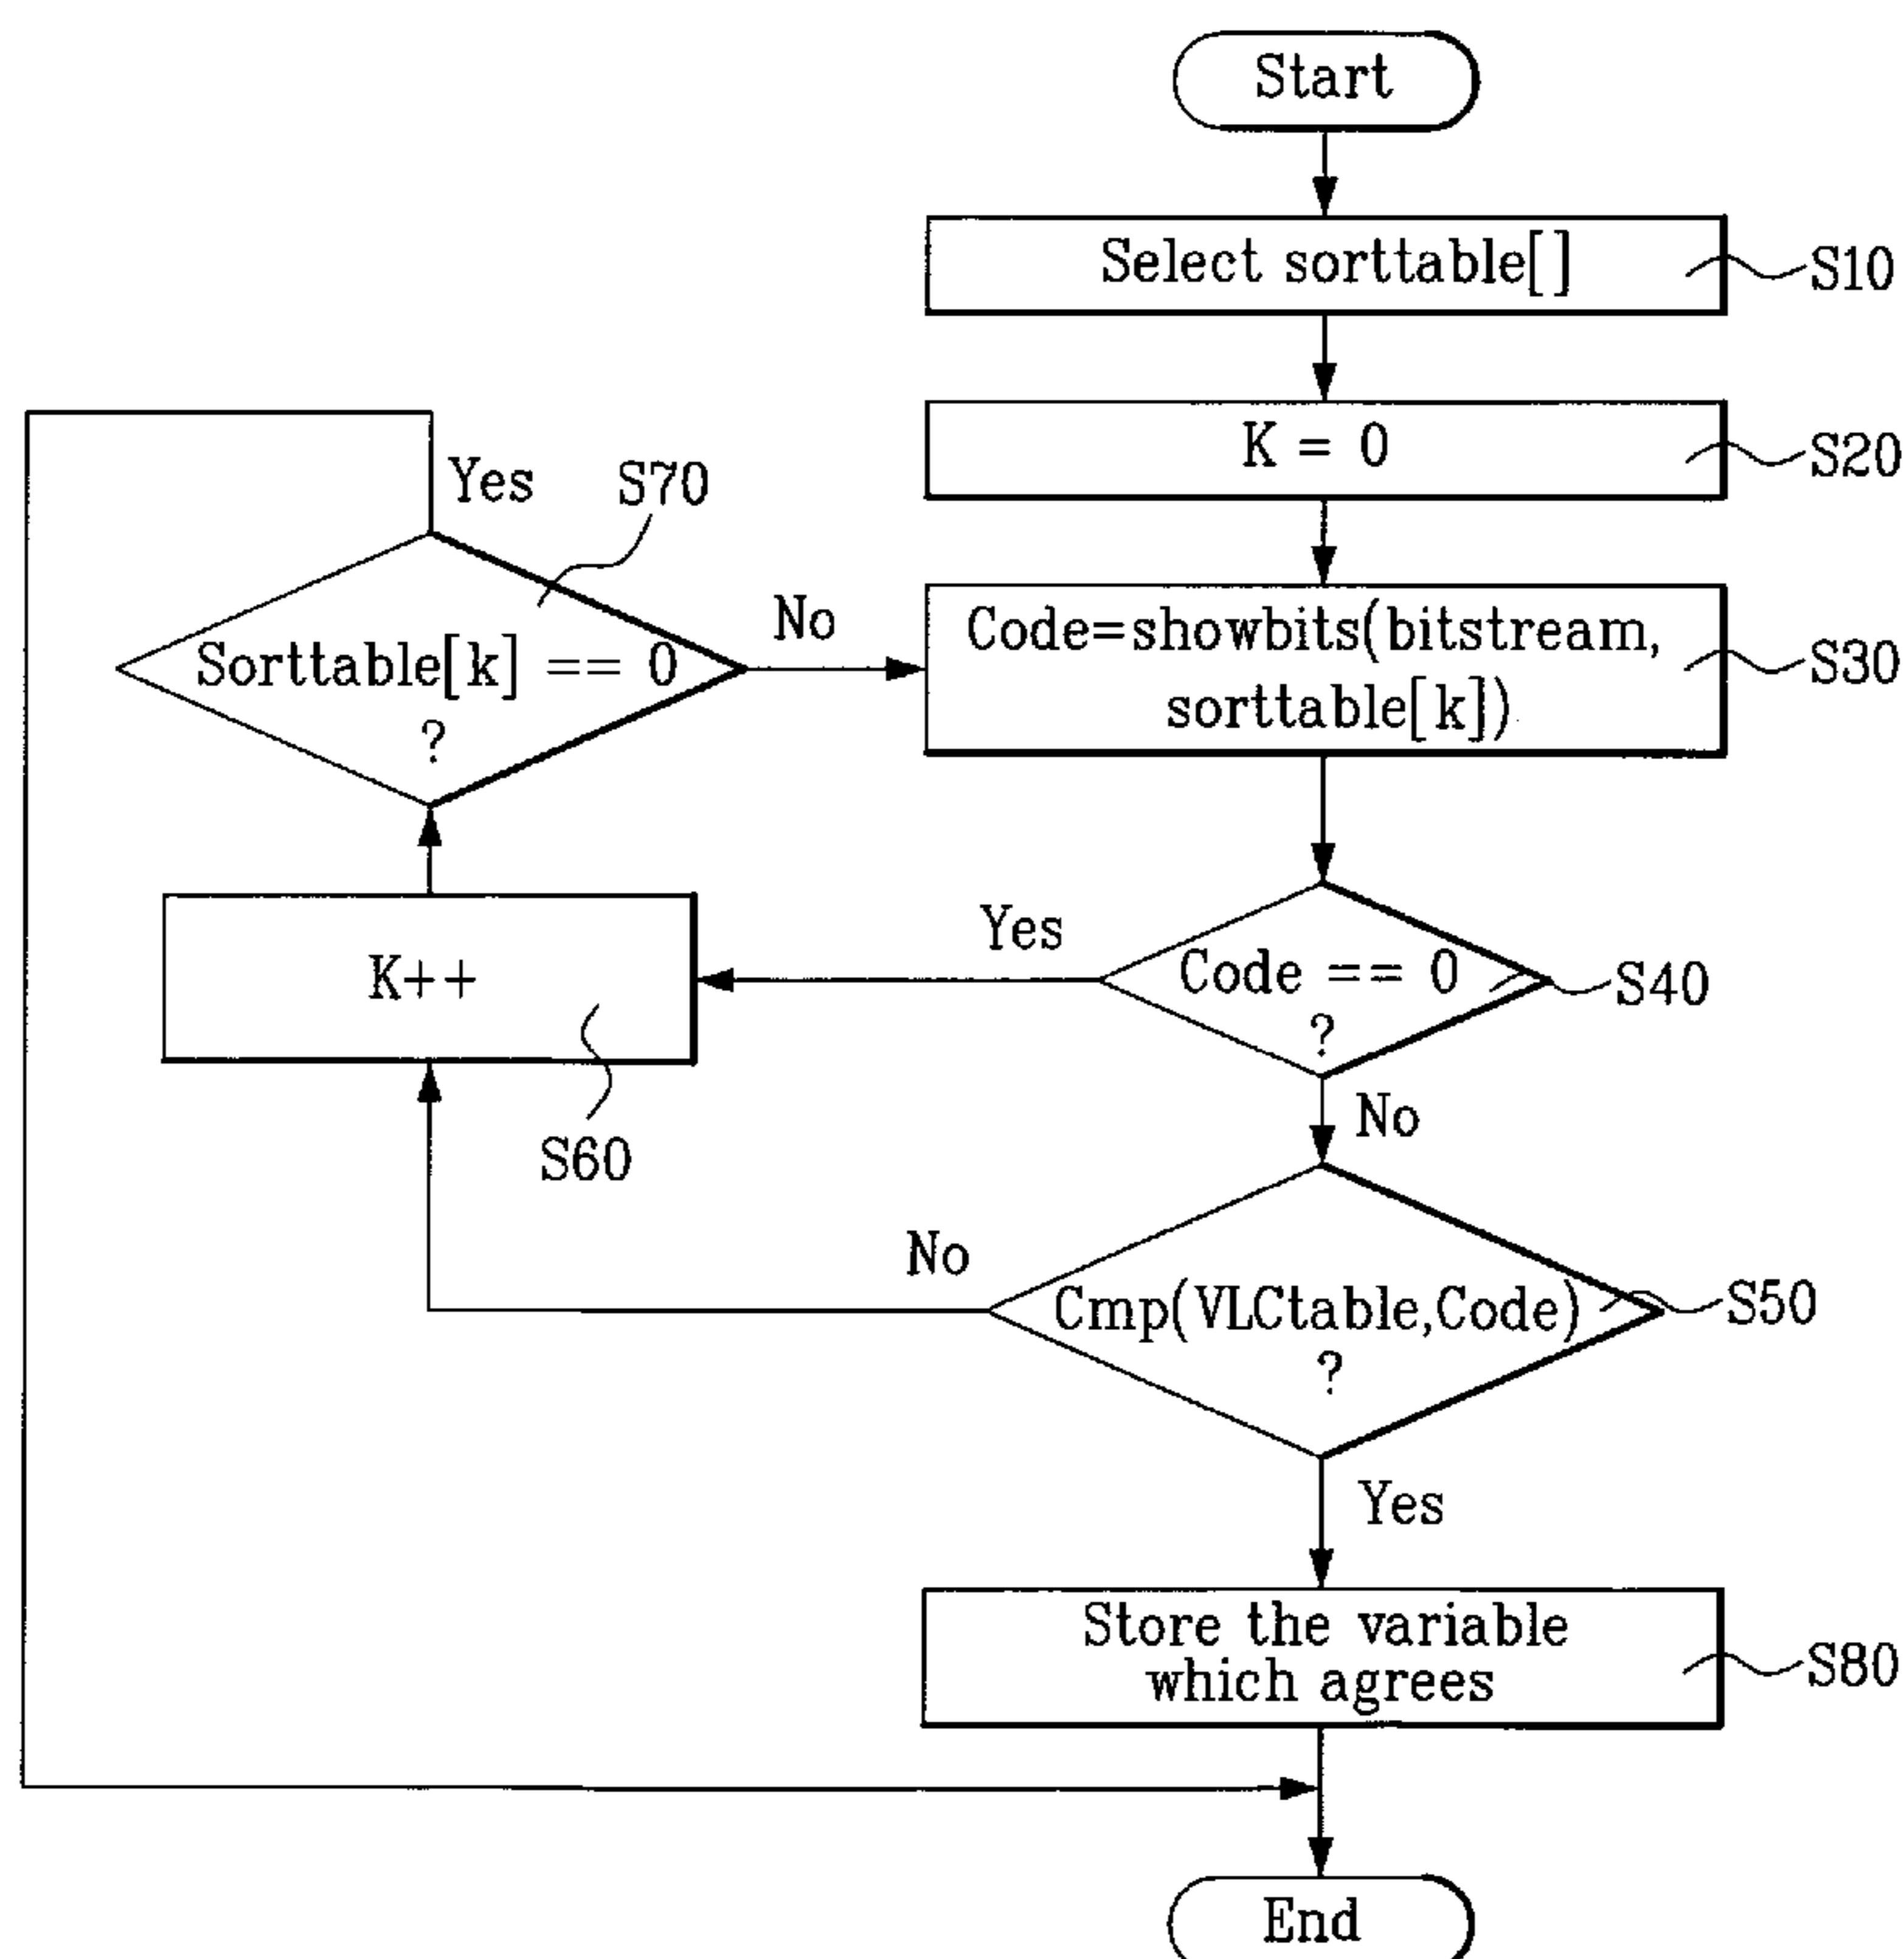 Start
Select sorttable[]
S10
K = 0
S20
Yes
S70
Sorttable[k] == 0
?
No
Code=showbits(bitstream,
sorttable[k])
S30
K++
S60
Yes
Code == 0
?
S40
No
No
Cmp(VLCtable,Code)
?
S50
Yes
Store the variable
which agrees
S80
End